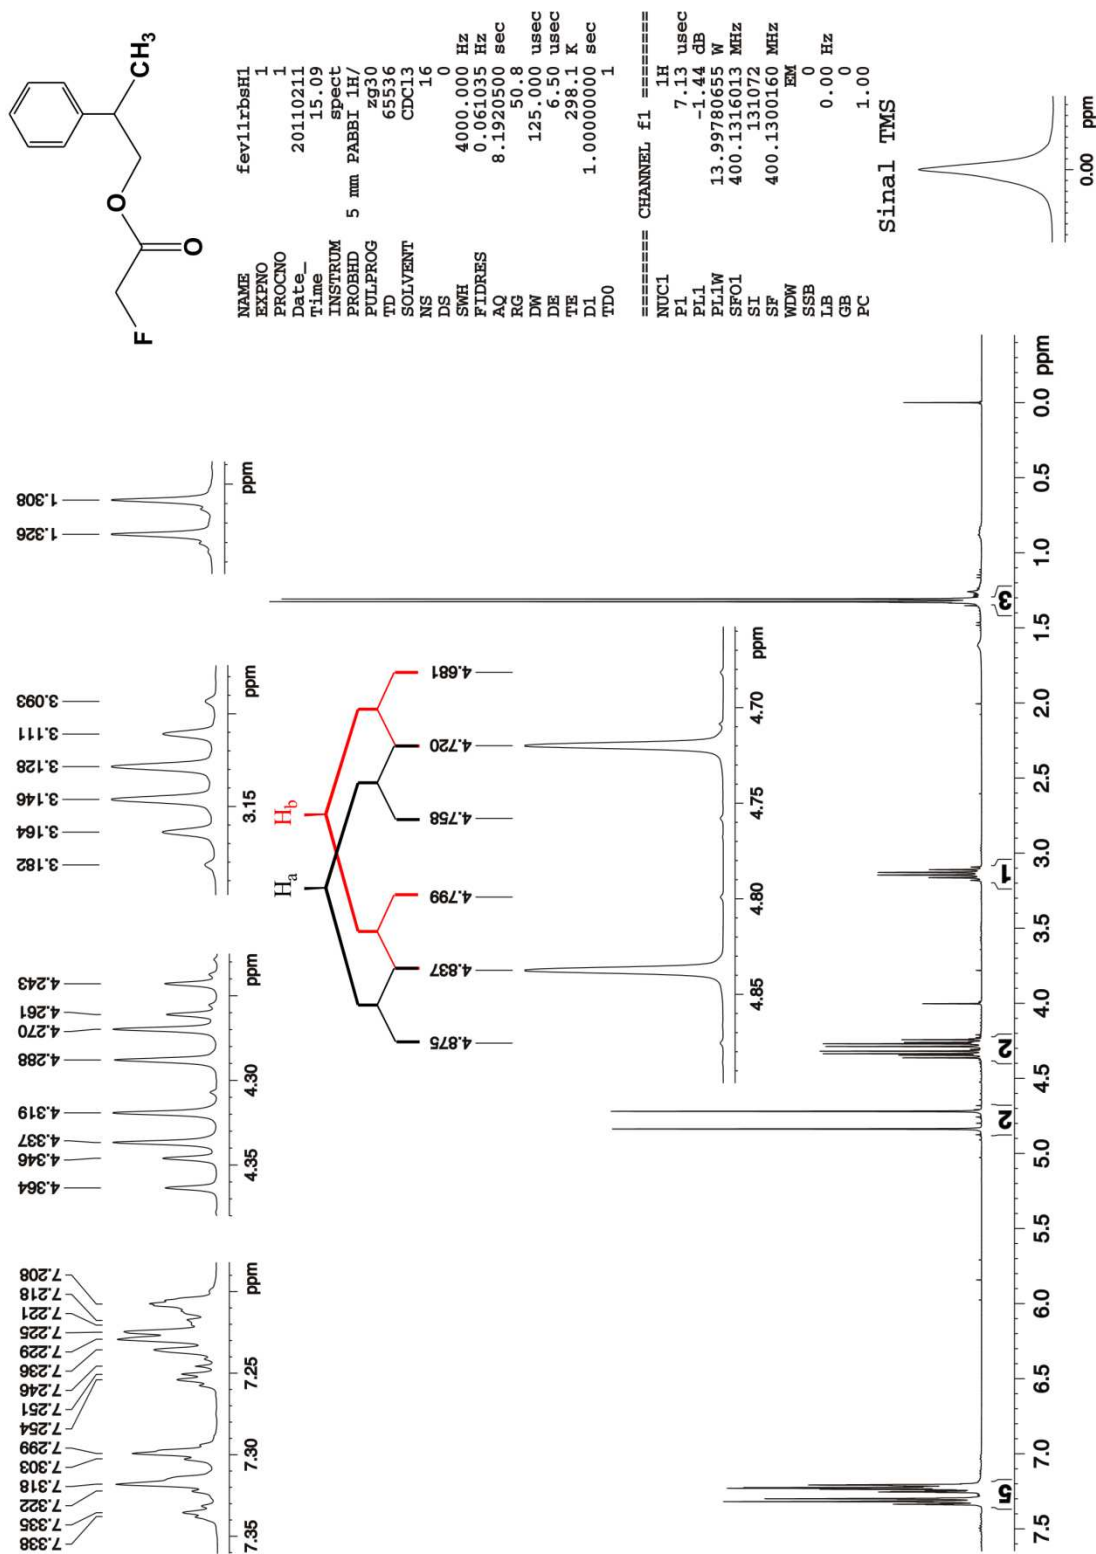 F
O
O
CH3
NAME fev11rbsH1
EXPNO 1
PROCNO 1
Date_ 20110211
Time 15.09
INSTRUM spect
PROBHD 5 mm PABBI 1H/
PULPROG zg30
TD 65536
SOLVENT CDCl3
NS 16
DS 0
SWH 4000.000 Hz
FIDRES 0.061035 Hz
AQ 8.1920500 sec
RG 50.8
DW 125.000 usec
DE 6.50 usec
TE 298.1 K
D1 1.00000000 sec
TD0 1
======== CHANNEL f1 ========
NUC1 1H
P1 7.13 usec
PL1 -1.44 dB
PL1W 13.99780655 W
SFO1 400.1316013 MHz
SI 131072
SF 400.1300160 MHz
WDW EM
SSB 0
LB 0.00 Hz
GB 0
PC 1.00
Sinal TMS
0.00 ppm
7.338
7.335
7.322
7.318
7.303
7.299
7.254
7.251
7.246
7.236
7.229
7.225
7.221
7.218
7.208
7.35 7.30 7.25 ppm
4.364
4.346
4.337
4.319
4.288
4.270
4.261
4.243
4.35 4.30 ppm
3.182
3.164
3.146
3.128
3.111
3.093
3.15 ppm
1.326
1.308
ppm
Ha Hb
4.875
4.837
4.799
4.758
4.720
4.681
4.85 4.80 4.75 4.70 ppm
5 2 2 1 3
7.5 7.0 6.5 6.0 5.5 5.0 4.5 4.0 3.5 3.0 2.5 2.0 1.5 1.0 0.5 0.0 ppm